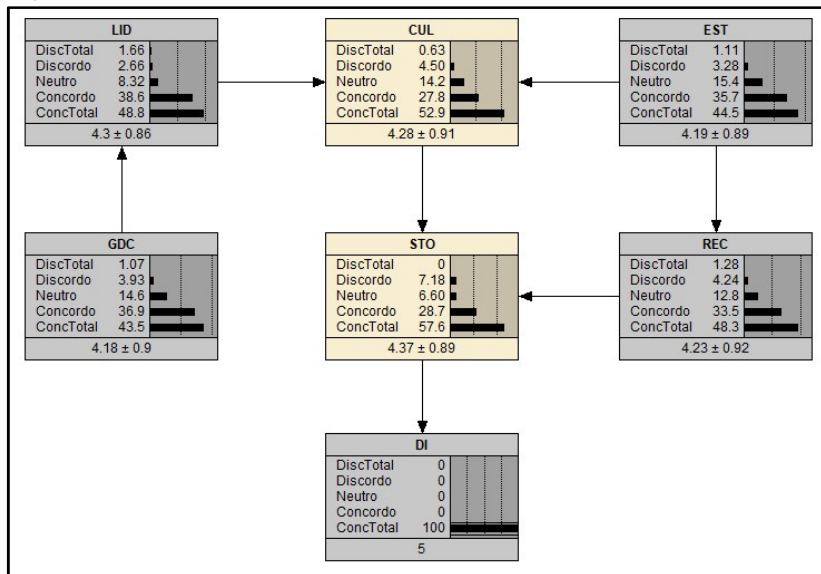 LID
DiscTotal 1.66
Discordo 2.66
Neutro 8.32
Concordo 38.6
ConcTotal 48.8
4.3 ± 0.86
CUL
DiscTotal 0.63
Discordo 4.50
Neutro 14.2
Concordo 27.8
ConcTotal 52.9
4.28 ± 0.91
EST
DiscTotal 1.11
Discordo 3.28
Neutro 15.4
Concordo 35.7
ConcTotal 44.5
4.19 ± 0.89
GDC
DiscTotal 1.07
Discordo 3.93
Neutro 14.6
Concordo 36.9
ConcTotal 43.5
4.18 ± 0.9
STO
DiscTotal 0
Discordo 7.18
Neutro 6.60
Concordo 28.7
ConcTotal 57.6
4.37 ± 0.89
REC
DiscTotal 1.28
Discordo 4.24
Neutro 12.8
Concordo 33.5
ConcTotal 48.3
4.23 ± 0.92
DI
DiscTotal 0
Discordo 0
Neutro 0
Concordo 0
ConcTotal 100
5